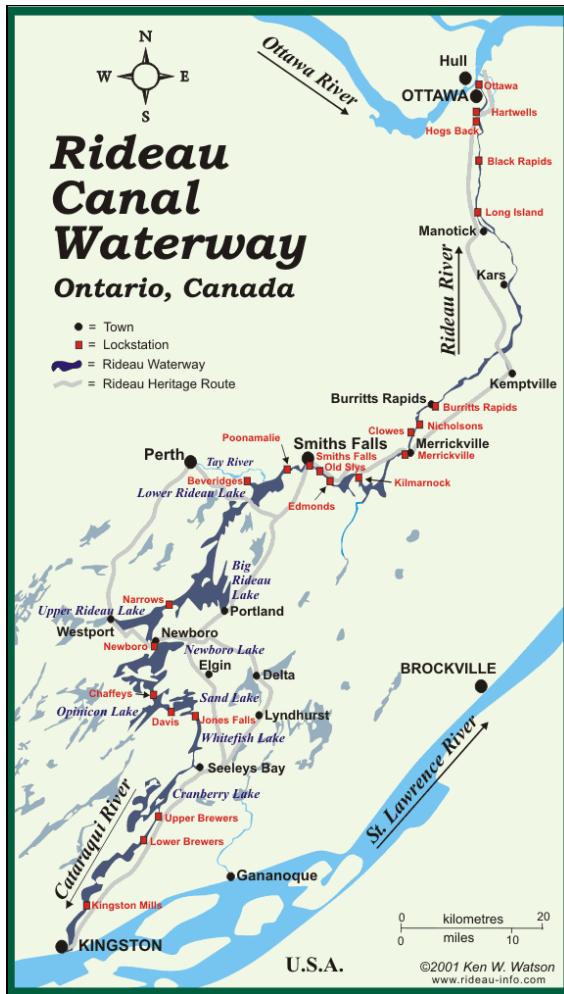 N
W E
S
Rideau
Canal
Waterway
Ontario, Canada
= Town
= Lockstation
= Rideau Waterway
= Rideau Heritage Route
Ottawa River
Hull
Ottawa
OTTAWA
Hartwells
Hogs Back
Black Rapids
Long Island
Manotick
Rideau River
Kars
Kemptville
Burritts Rapids
Burritts Rapids
Nicholsons
Clowes
Merrickville
Merrickville
Poonamalie
Smiths Falls
Smiths Falls
Old Slys
Perth
Tay River
Beveridges
Lower Rideau Lake
Edmonds
Kilmarnock
Big
Rideau
Lake
Narrows
Upper Rideau Lake
Portland
Westport
Newboro
Newboro
Newboro Lake
Elgin
Delta
BROCKVILLE
Chaffeys
Sand Lake
Opinicon Lake
Davis
Jones Falls
Lyndhurst
Whitefish Lake
St. Lawrence River
Seeleys Bay
Cranberry Lake
Cataraqui River
Upper Brewers
Lower Brewers
Gananoque
Kingston Mills
KINGSTON
0 kilometres 20
miles 10
U.S.A.
©2001 Ken W. Watson
www.rideau-info.com